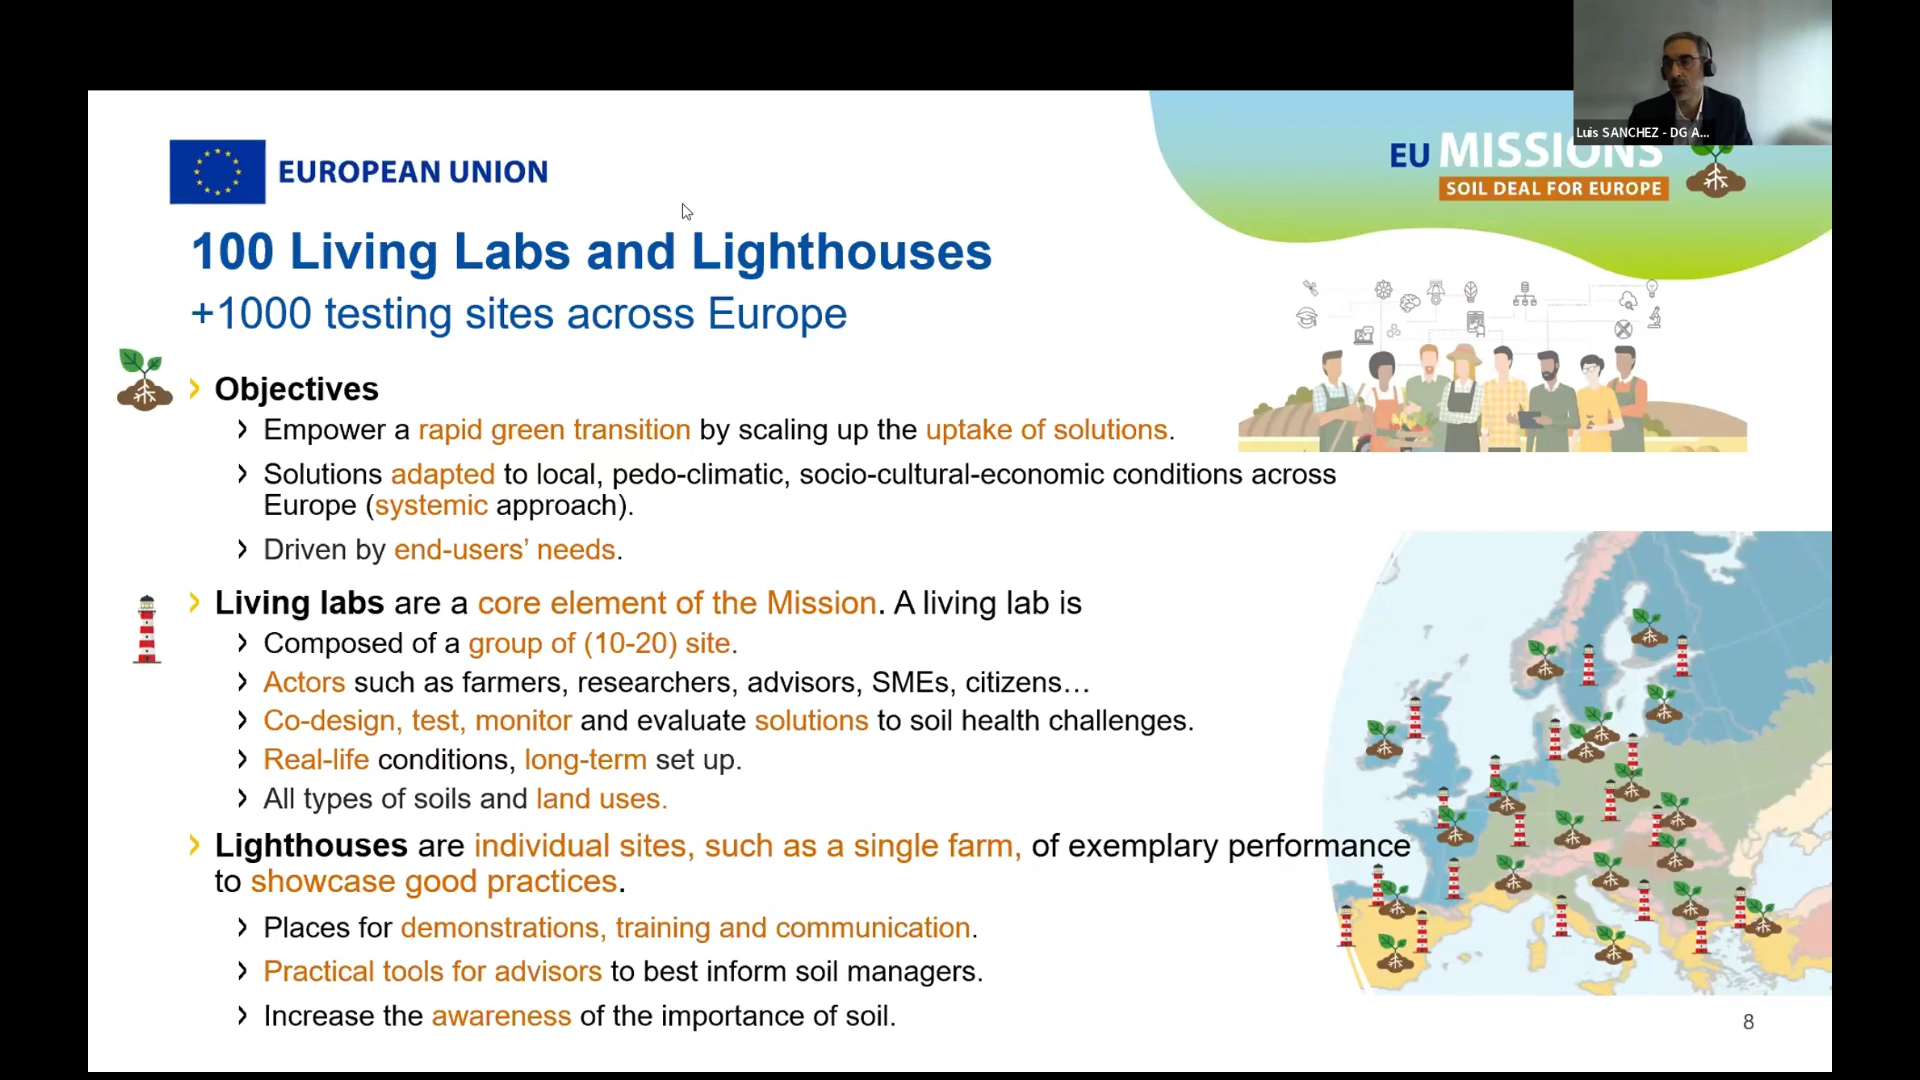 Luis SANCHEZ - DG A...
EUROPEAN UNION
EU MISSIONS
SOIL DEAL FOR EUROPE
100 Living Labs and Lighthouses
+1000 testing sites across Europe
Objectives
Empower a rapid green transition by scaling up the uptake of solutions.
Solutions adapted to local, pedo-climatic, socio-cultural-economic conditions across
Europe (systemic approach).
Driven by end-users’ needs.
Living labs are a core element of the Mission. A living lab is
Composed of a group of (10-20) site.
Actors such as farmers, researchers, advisors, SMEs, citizens…
Co-design, test, monitor and evaluate solutions to soil health challenges.
Real-life conditions, long-term set up.
All types of soils and land uses.
Lighthouses are individual sites, such as a single farm, of exemplary performance
to showcase good practices.
Places for demonstrations, training and communication.
Practical tools for advisors to best inform soil managers.
Increase the awareness of the importance of soil.
8